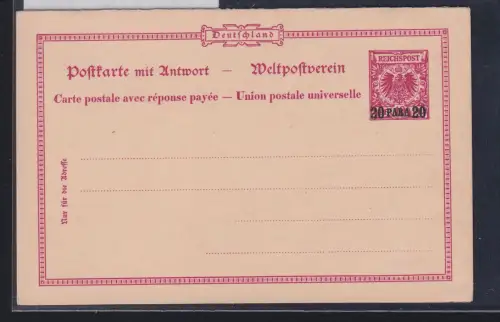 Deutschland
Postkarte mit Antwort — Weltpostverein
Carte postale avec réponse payée — Union postale universelle
REICHSPOST
20 PARA 20
Nur für die Adresse